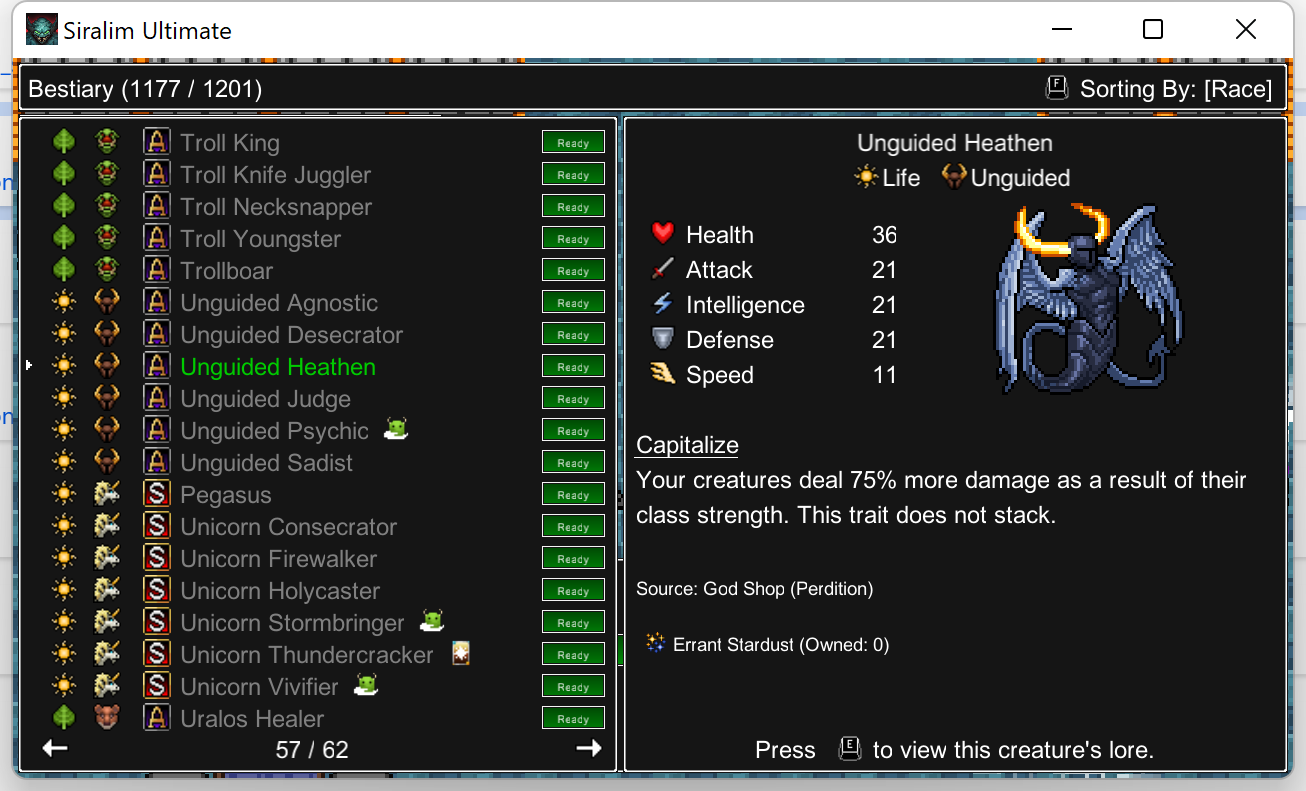 Siralim Ultimate
Bestiary (1177 / 1201)
F Sorting By: [Race]
A Troll King Ready
A Troll Knife Juggler Ready
A Troll Necksnapper Ready
A Troll Youngster Ready
A Trollboar Ready
A Unguided Agnostic Ready
A Unguided Desecrator Ready
A Unguided Heathen Ready
A Unguided Judge Ready
A Unguided Psychic Ready
A Unguided Sadist Ready
S Pegasus Ready
S Unicorn Consecrator Ready
S Unicorn Firewalker Ready
S Unicorn Holycaster Ready
S Unicorn Stormbringer Ready
S Unicorn Thundercracker Ready
S Unicorn Vivifier Ready
A Uralos Healer Ready
57 / 62
Unguided Heathen
Life Unguided
Health 36
Attack 21
Intelligence 21
Defense 21
Speed 11
Capitalize
Your creatures deal 75% more damage as a result of their
class strength. This trait does not stack.
Source: God Shop (Perdition)
Errant Stardust (Owned: 0)
Press E to view this creature's lore.